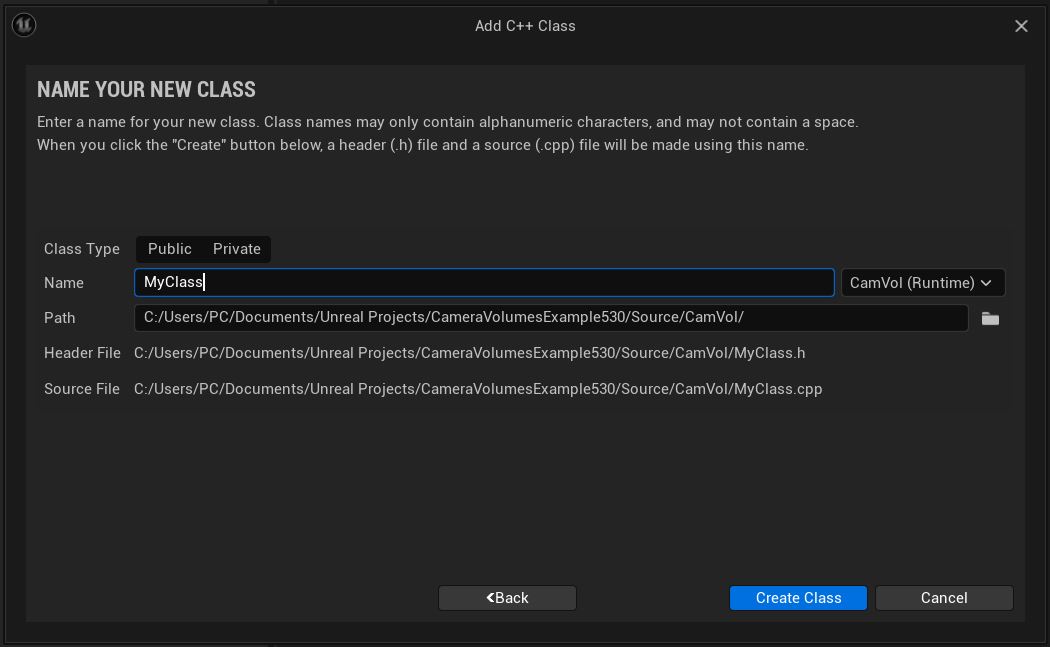 Add C++ Class
NAME YOUR NEW CLASS
Enter a name for your new class. Class names may only contain alphanumeric characters, and may not contain a space.
When you click the "Create" button below, a header (.h) file and a source (.cpp) file will be made using this name.
Class Type Public Private
Name MyClass CamVol (Runtime)
Path C:/Users/PC/Documents/Unreal Projects/CameraVolumesExample530/Source/CamVol/
Header File C:/Users/PC/Documents/Unreal Projects/CameraVolumesExample530/Source/CamVol/MyClass.h
Source File C:/Users/PC/Documents/Unreal Projects/CameraVolumesExample530/Source/CamVol/MyClass.cpp
Back Create Class Cancel